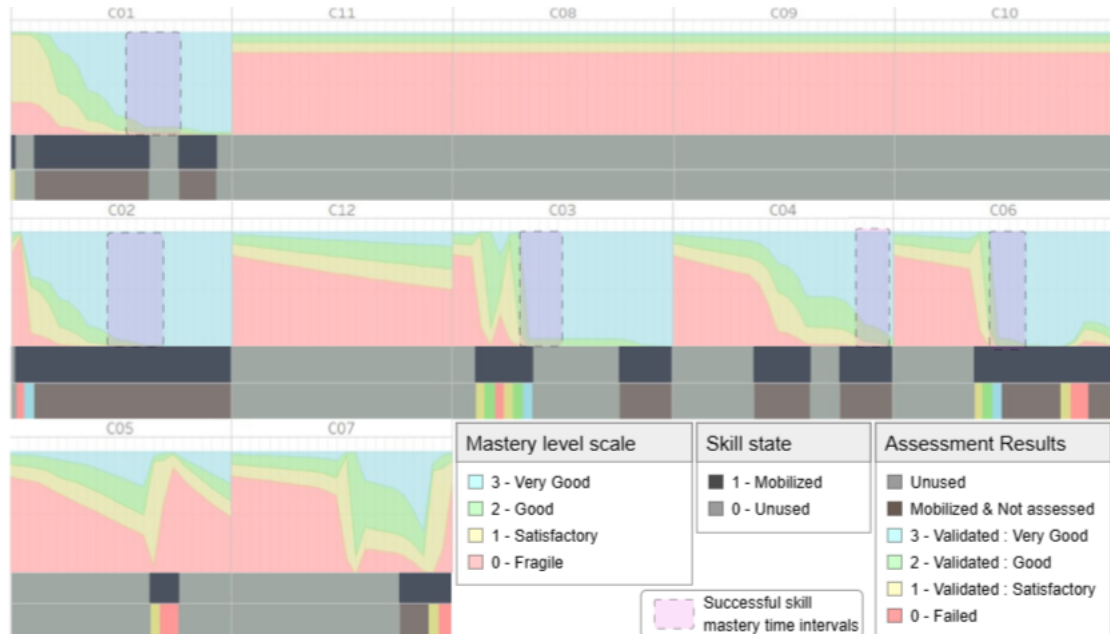 C01 C11 C08 C09 C10
C02 C12 C03 C04 C06
C05 C07
Mastery level scale
3 - Very Good
2 - Good
1 - Satisfactory
0 - Fragile
Skill state
1 - Mobilized
0 - Unused
Assessment Results
Unused
Mobilized & Not assessed
3 - Validated : Very Good
2 - Validated : Good
1 - Validated : Satisfactory
0 - Failed
Successful skill
mastery time intervals